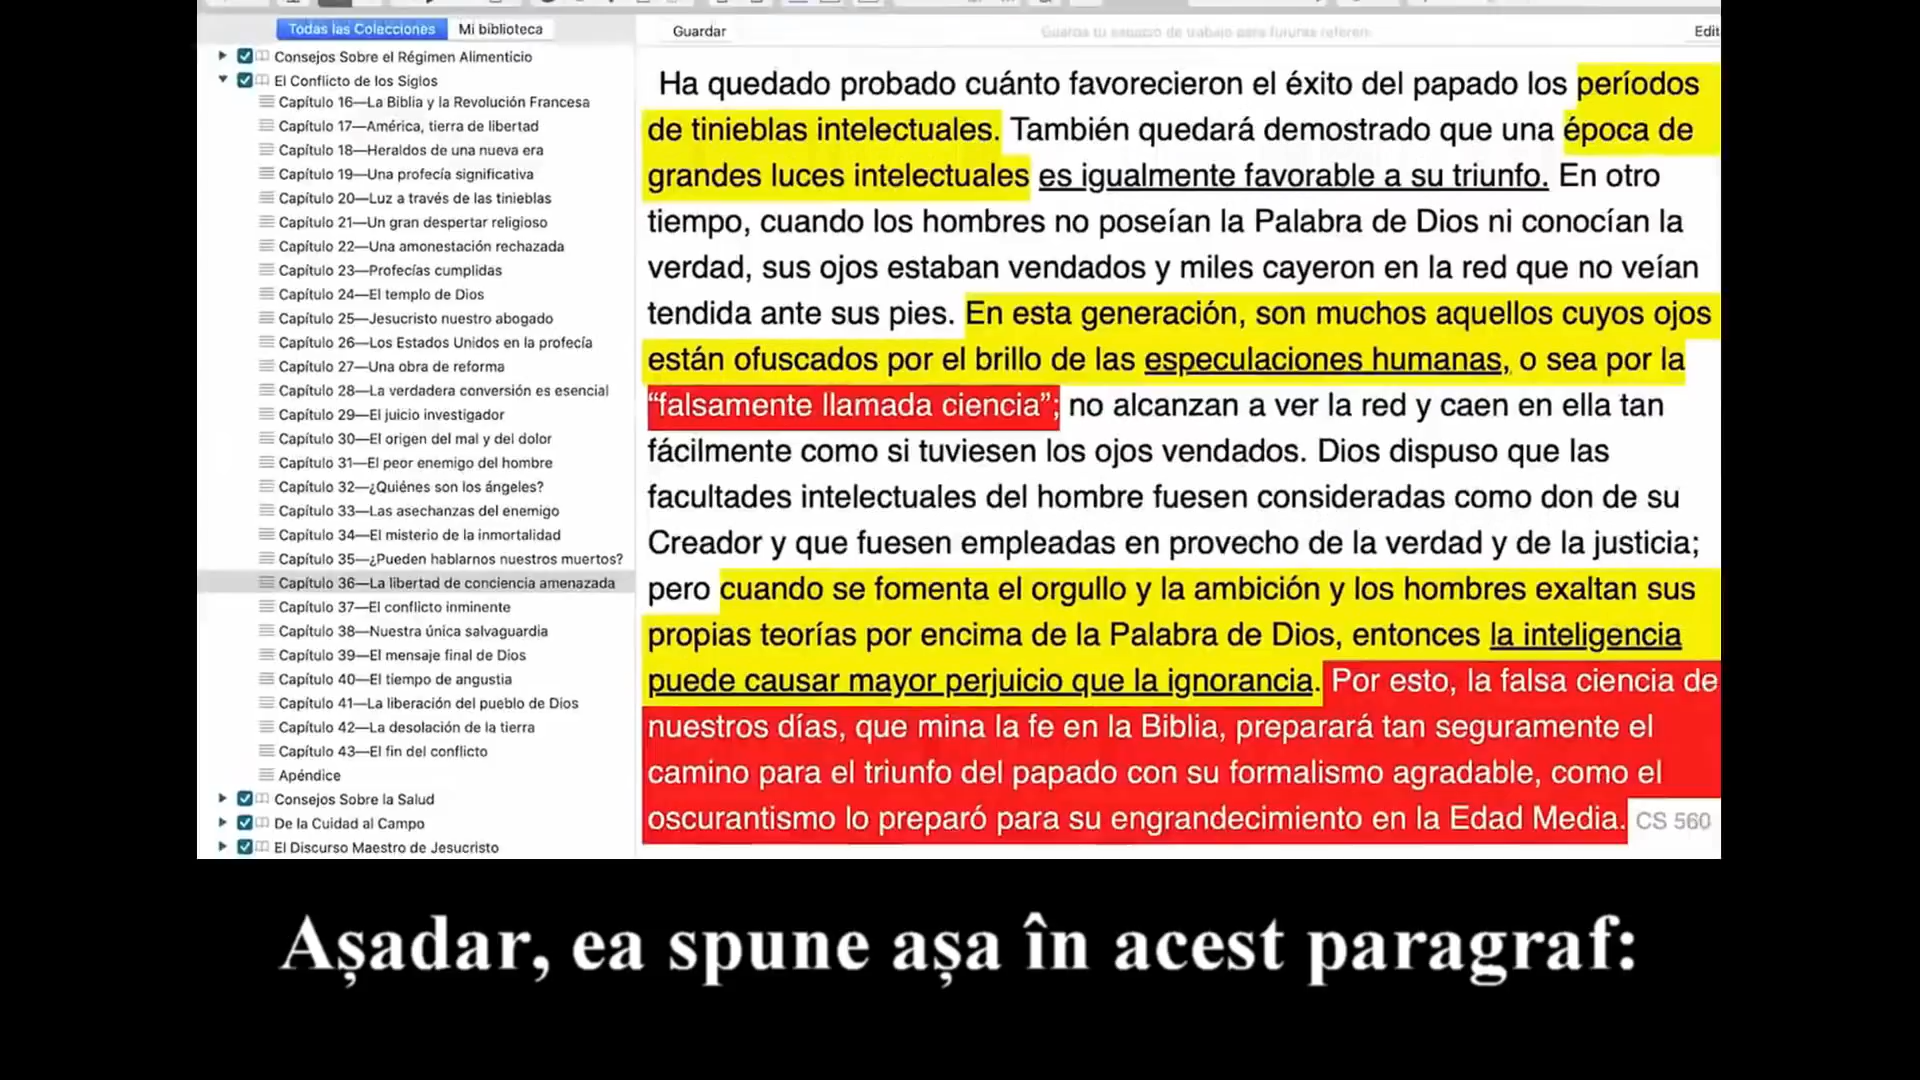 Todas las Colecciones
Mi biblioteca
Guardar
Guarda tu espacio de trabajo para futuras referen
Edit
Consejos Sobre el Régimen Alimenticio
El Conflicto de los Siglos
Capítulo 16—La Biblia y la Revolución Francesa
Capítulo 17—América, tierra de libertad
Capítulo 18—Heraldos de una nueva era
Capítulo 19—Una profecía significativa
Capítulo 20—Luz a través de las tinieblas
Capítulo 21—Un gran despertar religioso
Capítulo 22—Una amonestación rechazada
Capítulo 23—Profecías cumplidas
Capítulo 24—El templo de Dios
Capítulo 25—Jesucristo nuestro abogado
Capítulo 26—Los Estados Unidos en la profecía
Capítulo 27—Una obra de reforma
Capítulo 28—La verdadera conversión es esencial
Capítulo 29—El juicio investigador
Capítulo 30—El origen del mal y del dolor
Capítulo 31—El peor enemigo del hombre
Capítulo 32—¿Quiénes son los ángeles?
Capítulo 33—Las asechanzas del enemigo
Capítulo 34—El misterio de la inmortalidad
Capítulo 35—¿Pueden hablarnos nuestros muertos?
Capítulo 36—La libertad de conciencia amenazada
Capítulo 37—El conflicto inminente
Capítulo 38—Nuestra única salvaguardia
Capítulo 39—El mensaje final de Dios
Capítulo 40—El tiempo de angustia
Capítulo 41—La liberación del pueblo de Dios
Capítulo 42—La desolación de la tierra
Capítulo 43—El fin del conflicto
Apéndice
Consejos Sobre la Salud
De la Cuidad al Campo
El Discurso Maestro de Jesucristo
Ha quedado probado cuánto favorecieron el éxito del papado los períodos
de tinieblas intelectuales. También quedará demostrado que una época de
grandes luces intelectuales es igualmente favorable a su triunfo. En otro
tiempo, cuando los hombres no poseían la Palabra de Dios ni conocían la
verdad, sus ojos estaban vendados y miles cayeron en la red que no veían
tendida ante sus pies. En esta generación, son muchos aquellos cuyos ojos
están ofuscados por el brillo de las especulaciones humanas, o sea por la
“falsamente llamada ciencia”; no alcanzan a ver la red y caen en ella tan
fácilmente como si tuviesen los ojos vendados. Dios dispuso que las
facultades intelectuales del hombre fuesen consideradas como don de su
Creador y que fuesen empleadas en provecho de la verdad y de la justicia;
pero cuando se fomenta el orgullo y la ambición y los hombres exaltan sus
propias teorías por encima de la Palabra de Dios, entonces la inteligencia
puede causar mayor perjuicio que la ignorancia. Por esto, la falsa ciencia de
nuestros días, que mina la fe en la Biblia, preparará tan seguramente el
camino para el triunfo del papado con su formalismo agradable, como el
oscurantismo lo preparó para su engrandecimiento en la Edad Media. CS 560
Așadar, ea spune așa în acest paragraf: